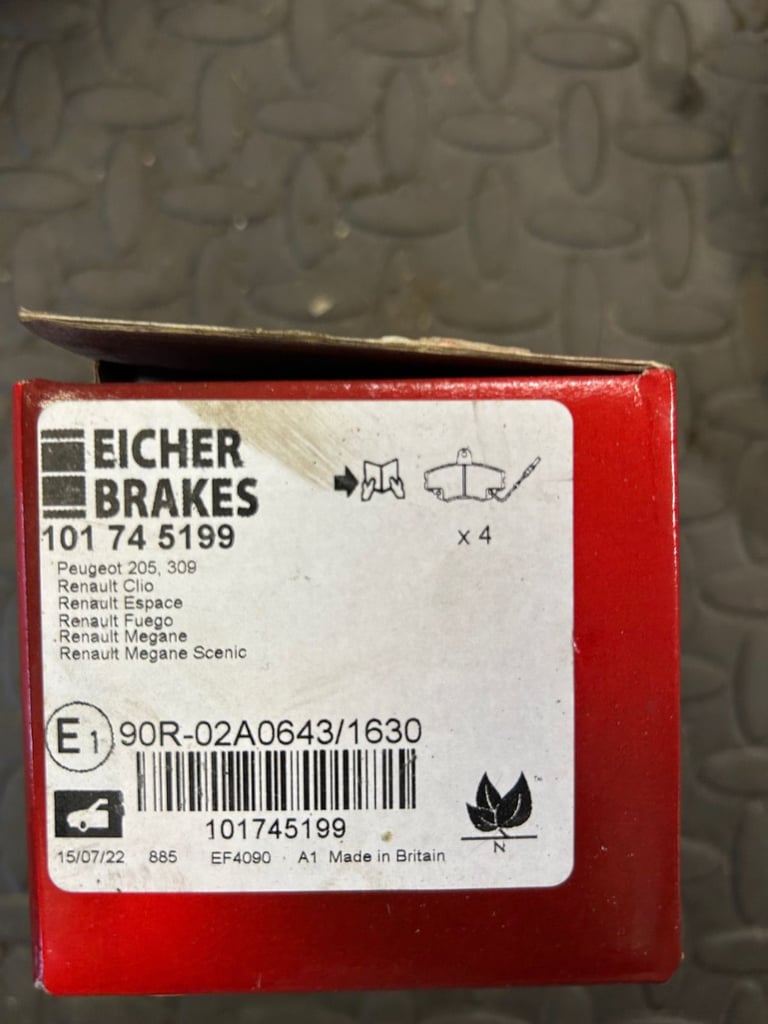 EICHER
BRAKES
101 74 5199
x 4
Peugeot 205, 309
Renault Clio
Renault Espace
Renault Fuego
Renault Megane
Renault Megane Scenic
E1 90R-02A0643/1630
101745199
TM
N
15/07/22 885 EF4090 · A1 Made in Britain